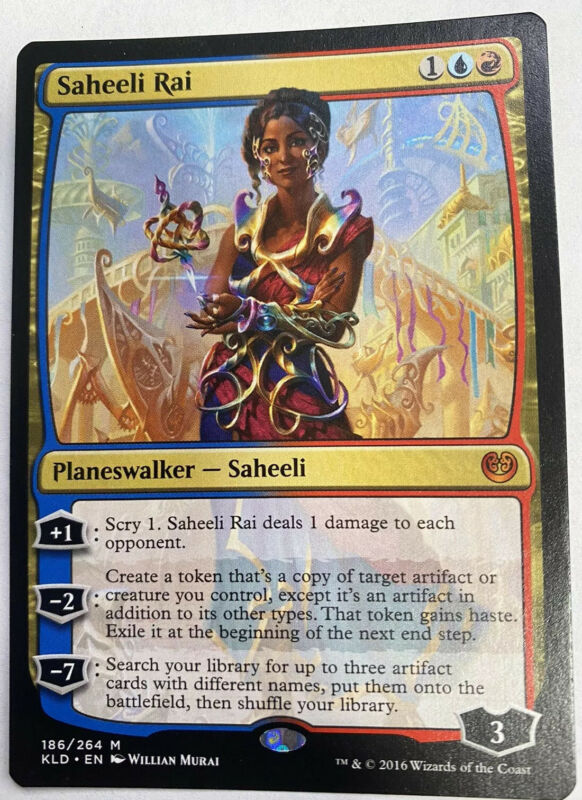 Saheeli Rai 1
Planeswalker — Saheeli
+1 : Scry 1. Saheeli Rai deals 1 damage to each
opponent.
Create a token that's a copy of target artifact or
-2 : creature you control, except it's an artifact in
addition to its other types. That token gains haste.
Exile it at the beginning of the next end step.
-7 : Search your library for up to three artifact
cards with different names, put them onto the
battlefield, then shuffle your library.
3
186/264 M
KLD • EN Willian Murai
™ & © 2016 Wizards of the Coast